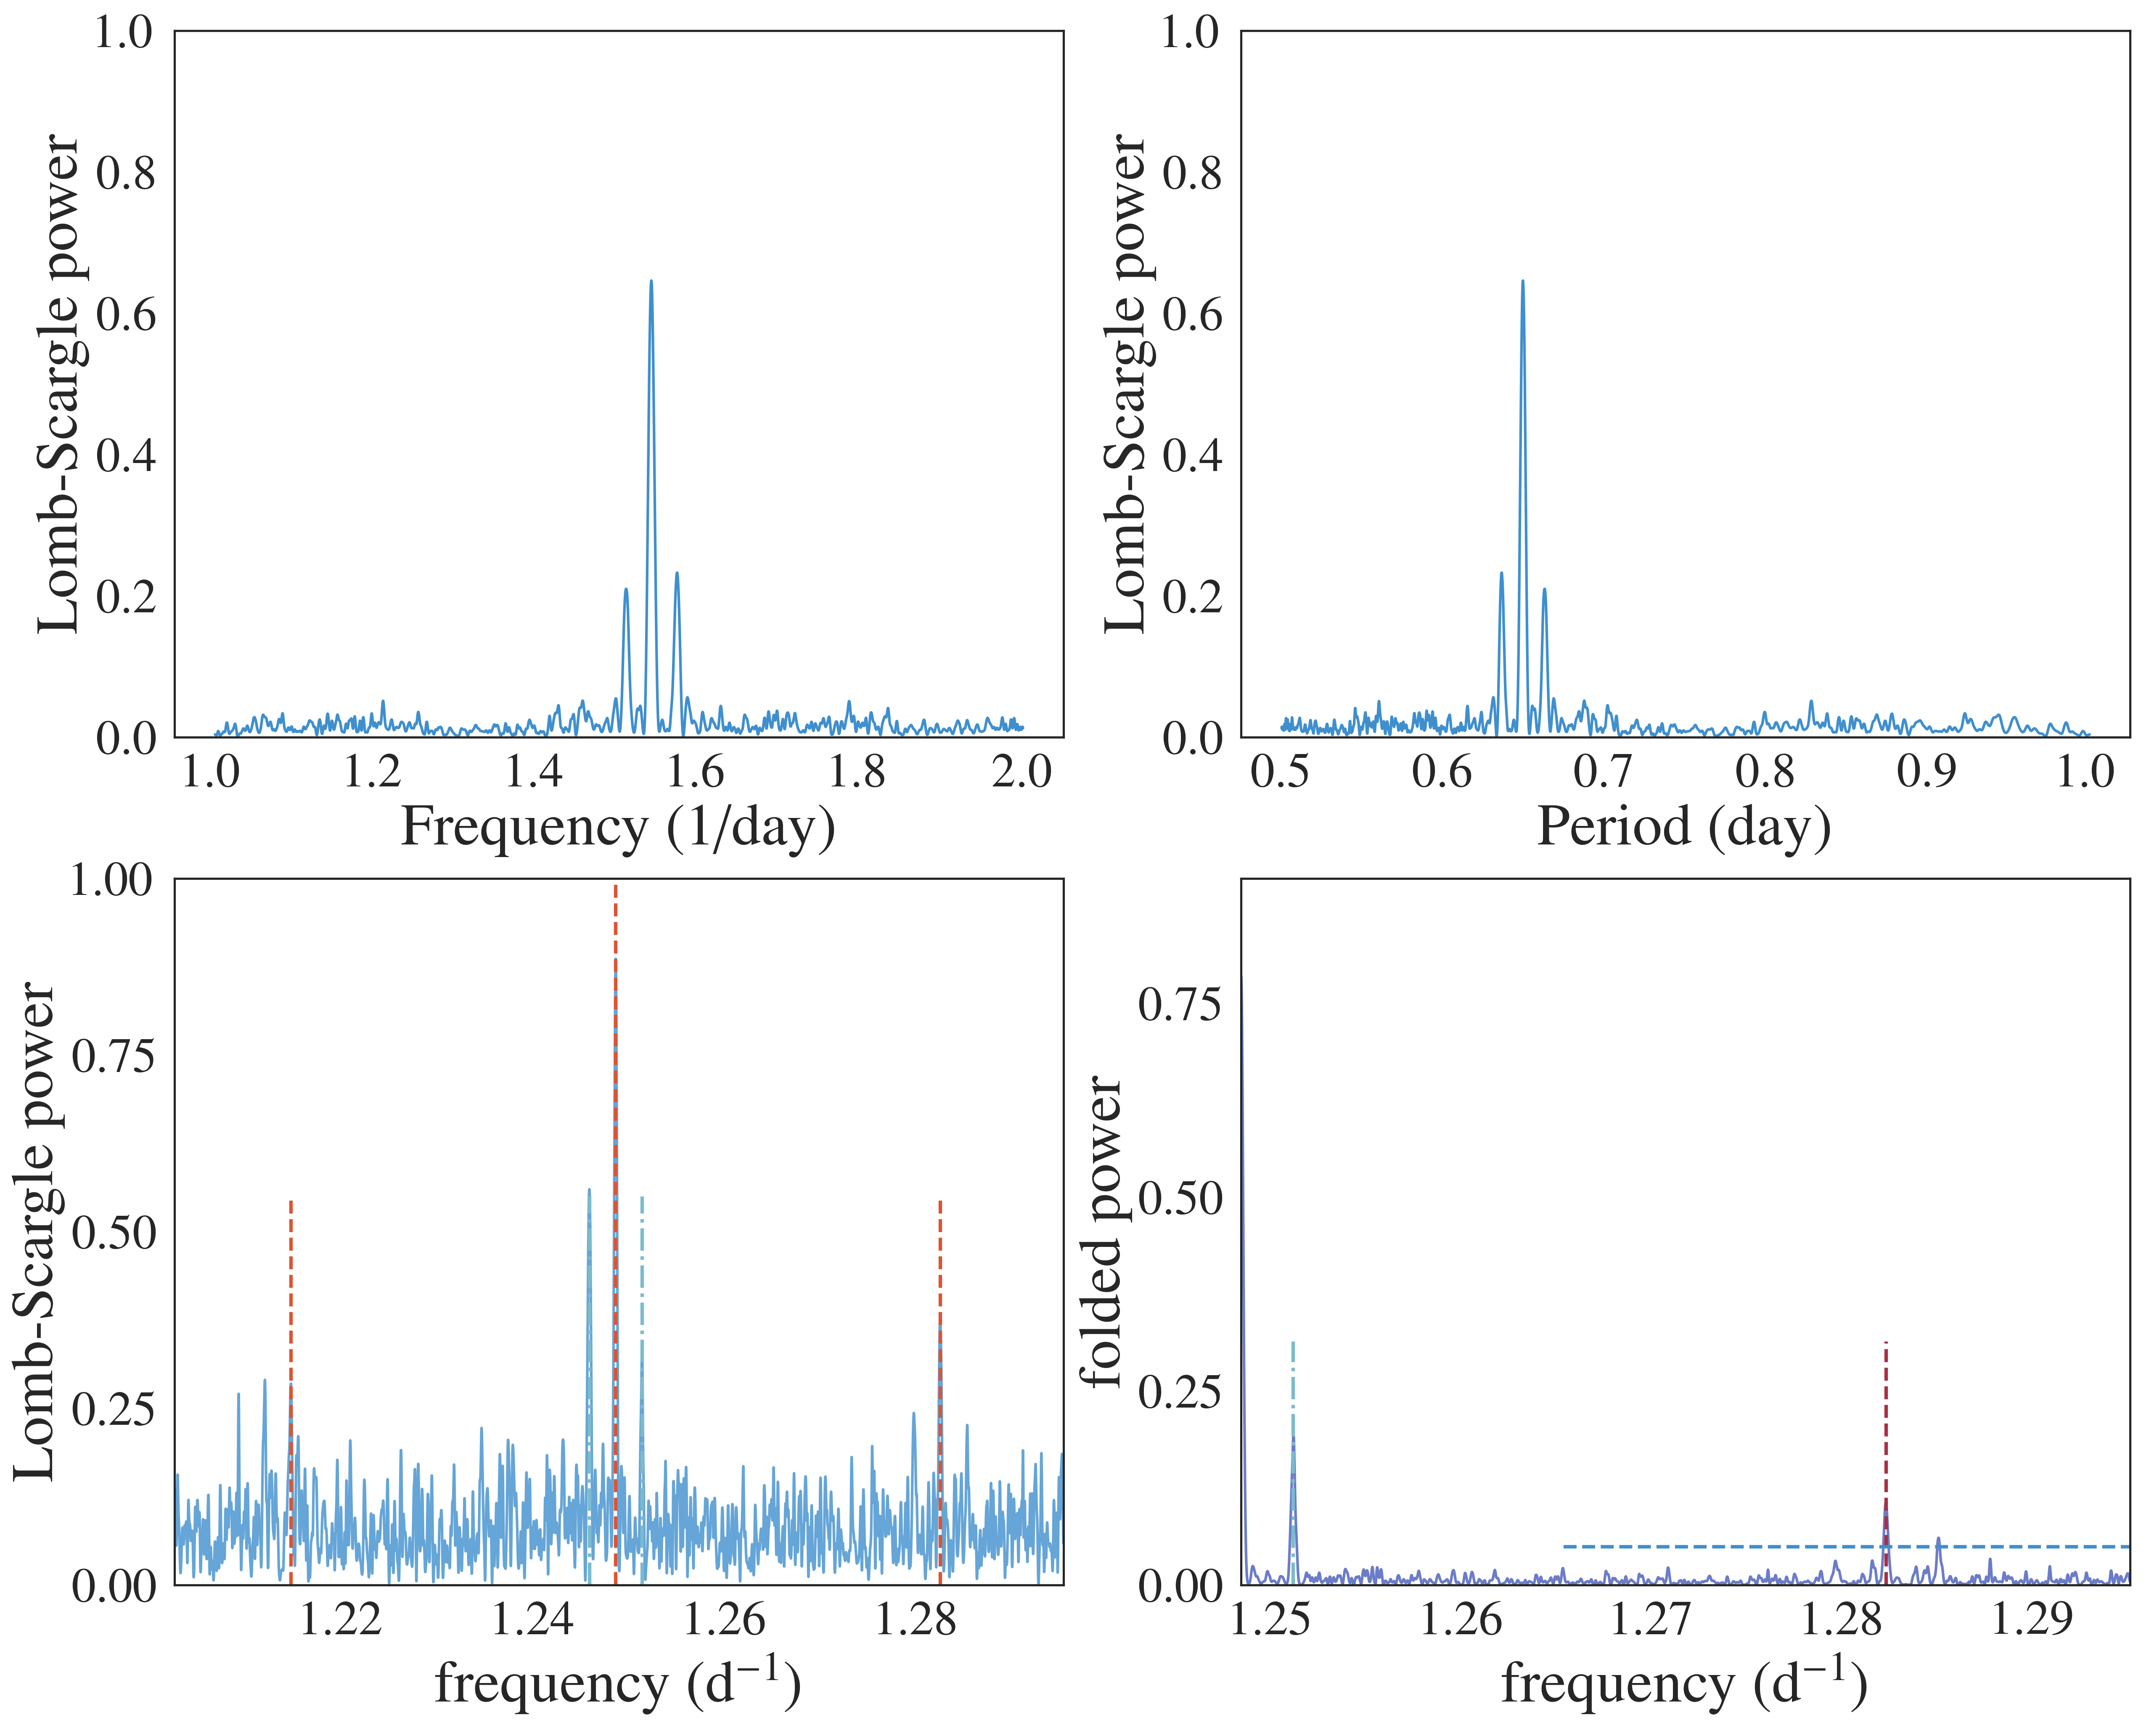 1.0
0.8
0.6
0.4
0.2
0.0
Lomb-Scargle power
1.0 1.2 1.4 1.6 1.8 2.0
Frequency (1/day)
1.0
0.8
0.6
0.4
0.2
0.0
Lomb-Scargle power
0.5 0.6 0.7 0.8 0.9 1.0
Period (day)
1.00
0.75
0.50
0.25
0.00
Lomb-Scargle power
1.22 1.24 1.26 1.28
frequency (d⁻¹)
0.75
0.50
0.25
0.00
folded power
1.25 1.26 1.27 1.28 1.29
frequency (d⁻¹)